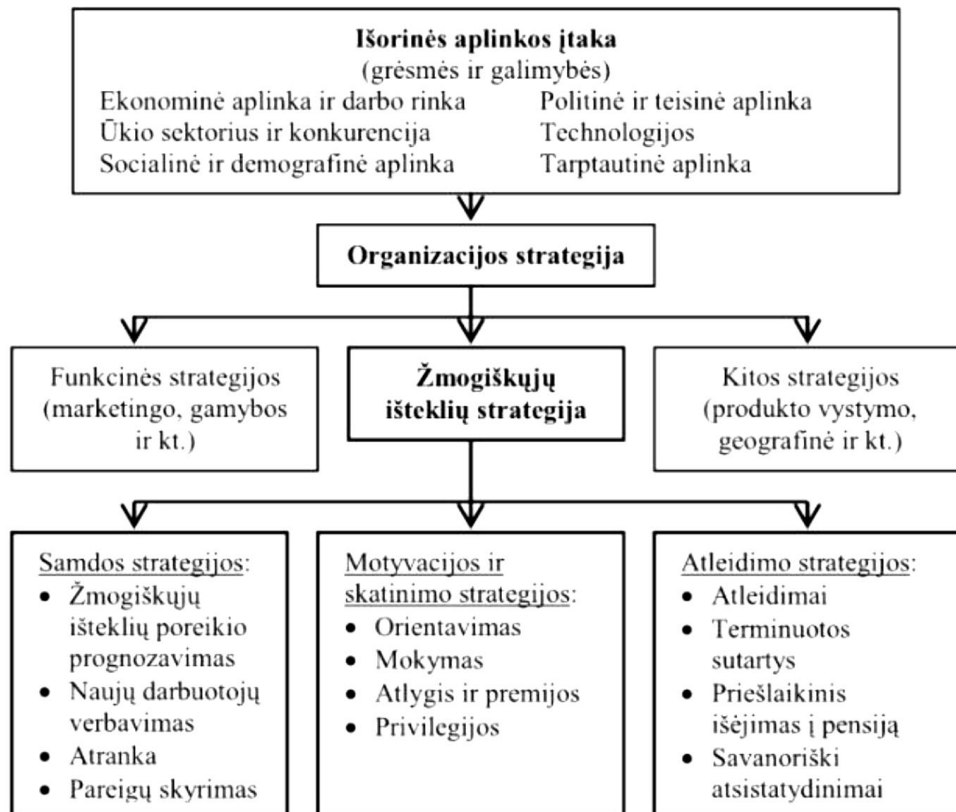 Išorinės aplinkos įtaka
(grėsmės ir galimybės)
Ekonominė aplinka ir darbo rinka
Ūkio sektorius ir konkurencija
Socialinė ir demografinė aplinka
Politinė ir teisinė aplinka
Technologijos
Tarptautinė aplinka
Organizacijos strategija
Funkcinės strategijos
(marketingo, gamybos
ir kt.)
Žmogiškųjų
išteklių strategija
Kitos strategijos
(produkto vystymo,
geografinė ir kt.)
Samdos strategijos:
• Žmogiškųjų
išteklių poreikio
prognozavimas
• Naujų darbuotojų
verbavimas
• Atranka
• Pareigų skyrimas
Motyvacijos ir
skatinimo strategijos:
• Orientavimas
• Mokymas
• Atlygis ir premijos
• Privilegijos
Atleidimo strategijos:
• Atleidimai
• Terminuotos
sutartys
• Priešlaikinis
išėjimas į pensiją
• Savanoriški
atsistatydinimai